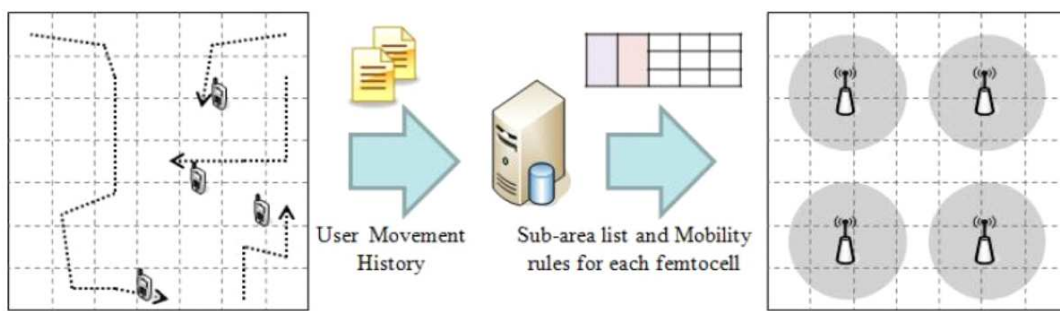 User Movement
History
Sub-area list and Mobility
rules for each femtocell